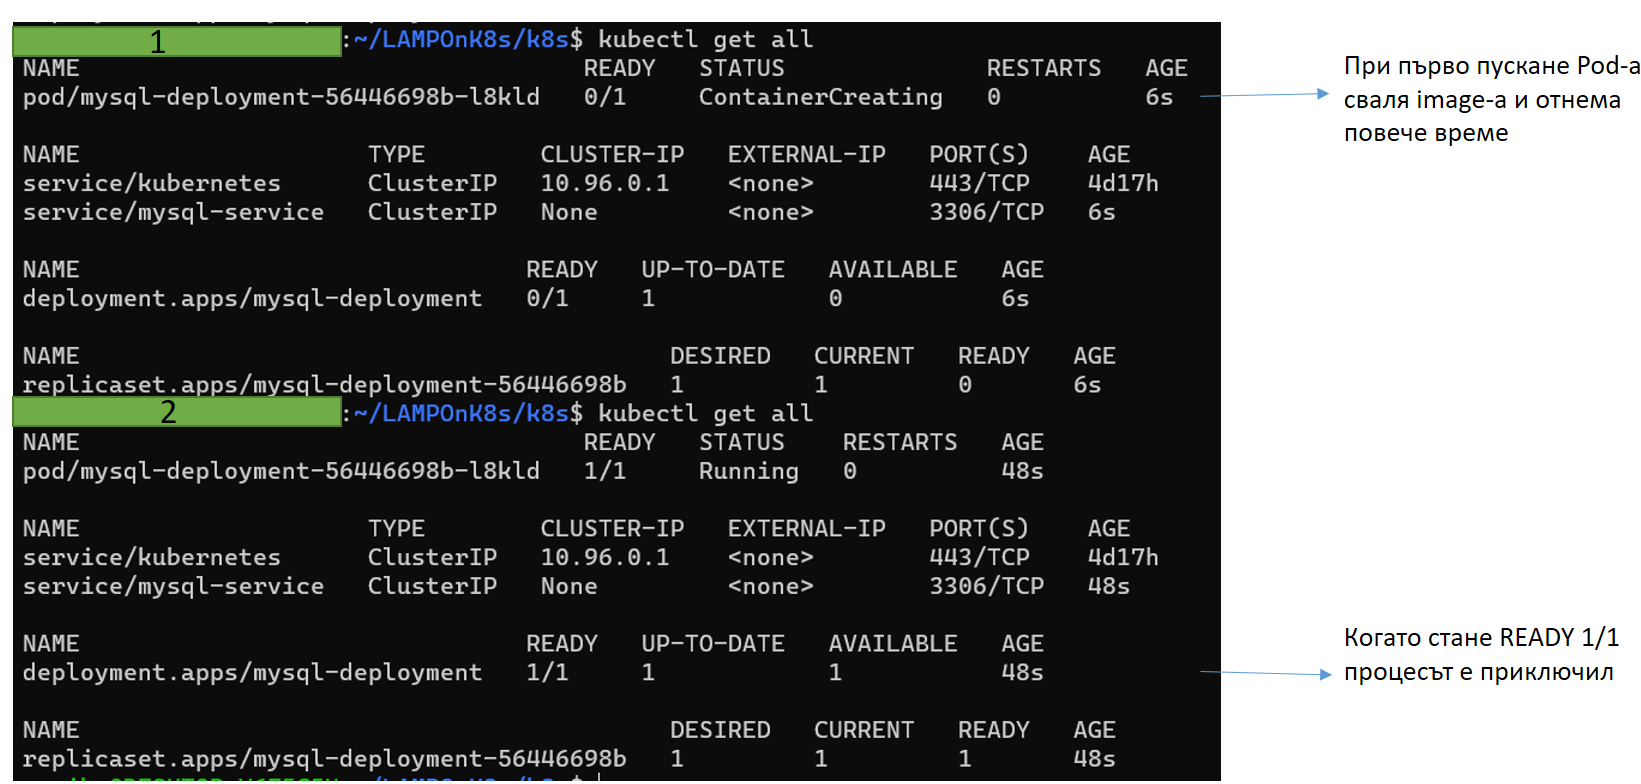 1:~/LAMPOnK8s/k8s$ kubectl get all
NAME READY STATUS RESTARTS AGE
pod/mysql-deployment-56446698b-l8kld 0/1 ContainerCreating 0 6s
NAME TYPE CLUSTER-IP EXTERNAL-IP PORT(S) AGE
service/kubernetes ClusterIP 10.96.0.1 <none> 443/TCP 4d17h
service/mysql-service ClusterIP None <none> 3306/TCP 6s
NAME READY UP-TO-DATE AVAILABLE AGE
deployment.apps/mysql-deployment 0/1 1 0 6s
NAME DESIRED CURRENT READY AGE
replicaset.apps/mysql-deployment-56446698b 1 1 0 6s
2:~/LAMPOnK8s/k8s$ kubectl get all
NAME READY STATUS RESTARTS AGE
pod/mysql-deployment-56446698b-l8kld 1/1 Running 0 48s
NAME TYPE CLUSTER-IP EXTERNAL-IP PORT(S) AGE
service/kubernetes ClusterIP 10.96.0.1 <none> 443/TCP 4d17h
service/mysql-service ClusterIP None <none> 3306/TCP 48s
NAME READY UP-TO-DATE AVAILABLE AGE
deployment.apps/mysql-deployment 1/1 1 1 48s
NAME DESIRED CURRENT READY AGE
replicaset.apps/mysql-deployment-56446698b 1 1 1 48s
При първо пускане Pod-а
сваля image-а и отнема
повече време
Когато стане READY 1/1
процесът е приключил